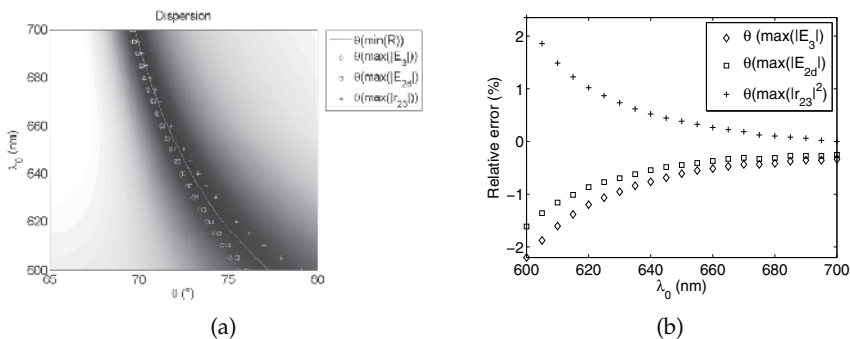 Dispersion
700
680
660
640
620
600
λ₀ (nm)
65
70
75
80
θ (°)
θ(min(R))
θ(max(|E₃|))
θ(max(|E₂d|)
θ(max(|r₂₃|))
(a)
2
1
0
−1
−2
Relative error (%)
600
620
640
660
680
700
λ₀ (nm)
θ (max(|E₃|)
θ(max(|E₂d|)
θ(max(|r₂₃|²)
(b)